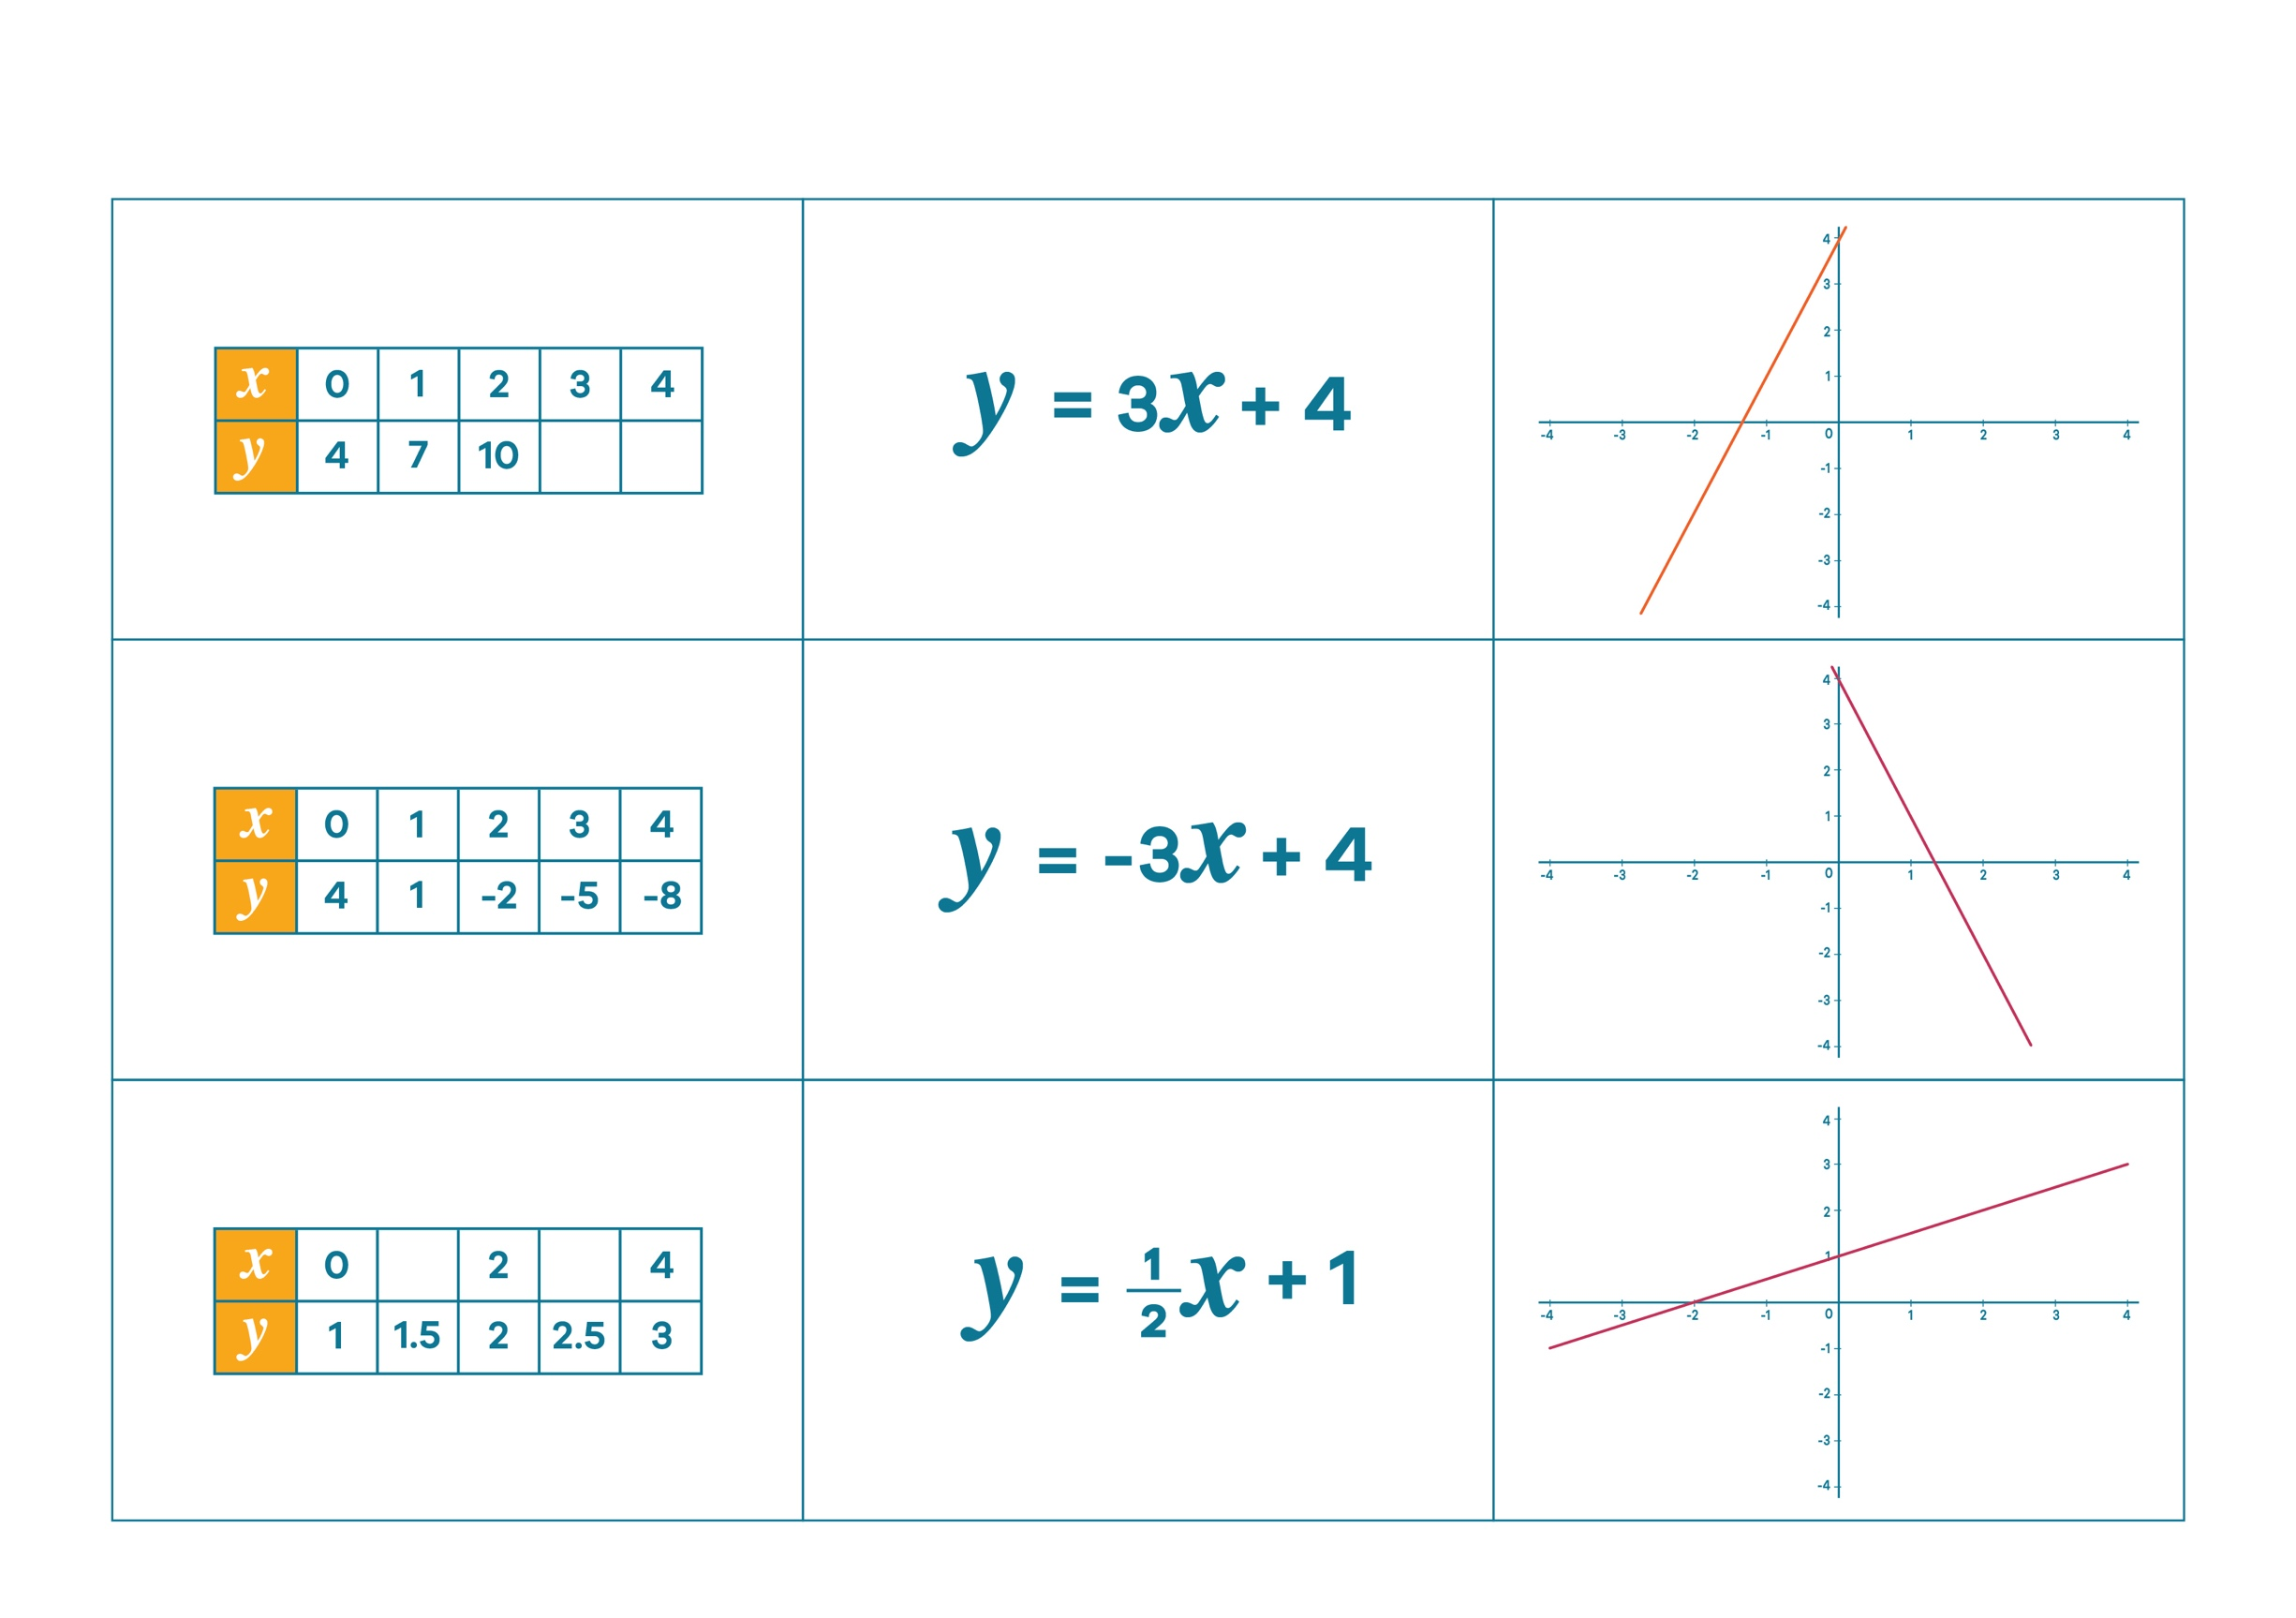 x 0 1 2 3 4
y 4 7 10
y = 3x + 4
4
3
2
1
-4 -3 -2 -1 0 1 2 3 4
-1
-2
-3
-4
x 0 1 2 3 4
y 4 1 -2 -5 -8
y = -3x + 4
4
3
2
1
-4 -3 -2 -1 0 1 2 3 4
-1
-2
-3
-4
x 0 2 4
y 1 1.5 2 2.5 3
y = 1/2 x + 1
4
3
2
1
-4 -3 -2 -1 0 1 2 3 4
-1
-2
-3
-4